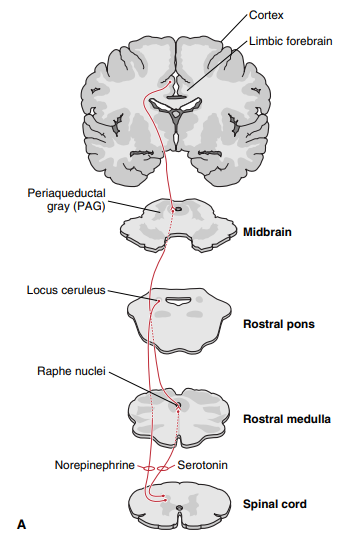 Cortex
Limbic forebrain
Periaqueductal
gray (PAG)
Midbrain
Locus ceruleus
Rostral pons
Raphe nuclei
Rostral medulla
Norepinephrine
Serotonin
Spinal cord
A